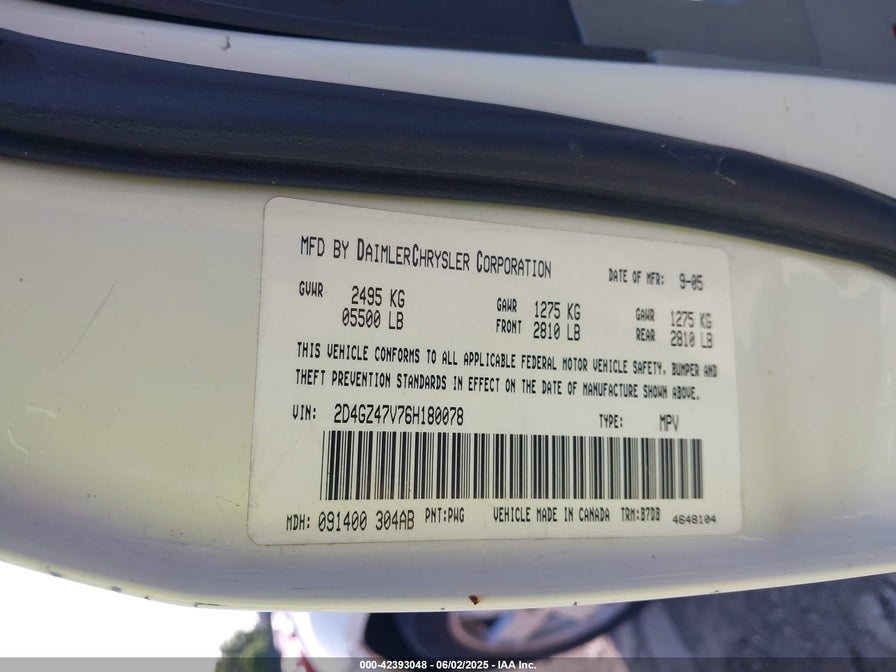 MFD BY DAIMLERCHRYSLER CORPORATION DATE OF MFR: 9-05
GVWR 2495 KG GAWR 1275 KG GAWR 1275 KG
05500 LB FRONT 2810 LB REAR 2810 LB
THIS VEHICLE CONFORMS TO ALL APPLICABLE FEDERAL MOTOR VEHICLE SAFETY, BUMPER AND
THEFT PREVENTION STANDARDS IN EFFECT ON THE DATE OF MANUFACTURE SHOWN ABOVE.
VIN: 2D4GZ47V76H180078 TYPE: MPV
MDH: 091400 304AB PNT: PWG VEHICLE MADE IN CANADA TRM: B7DB 4648104
000-42393048 - 06/02/2025 - IAA Inc.